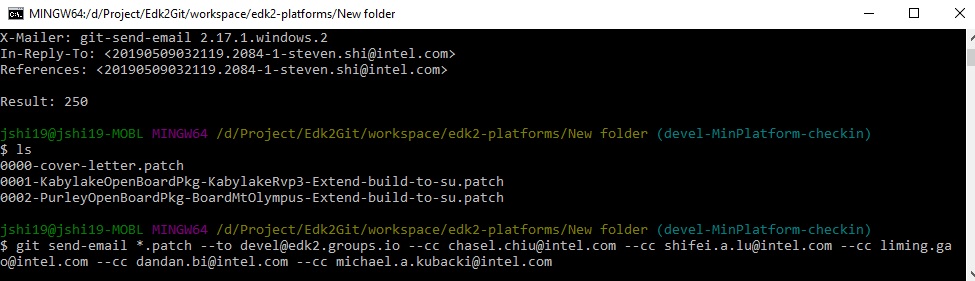 MINGW64:/d/Project/Edk2Git/workspace/edk2-platforms/New folder
X-Mailer: git-send-email 2.17.1.windows.2
In-Reply-To: <20190509032119.2084-1-steven.shi@intel.com>
References: <20190509032119.2084-1-steven.shi@intel.com>
Result: 250
jshi19@jshi19-MOBL MINGW64 /d/Project/Edk2Git/workspace/edk2-platforms/New folder (devel-MinPlatform-checkin)
$ ls
0000-cover-letter.patch
0001-KabylakeOpenBoardPkg-KabylakeRvp3-Extend-build-to-su.patch
0002-PurleyOpenBoardPkg-BoardMtOlympus-Extend-build-to-su.patch
jshi19@jshi19-MOBL MINGW64 /d/Project/Edk2Git/workspace/edk2-platforms/New folder (devel-MinPlatform-checkin)
$ git send-email *.patch --to devel@edk2.groups.io --cc chasel.chiu@intel.com --cc shifei.a.lu@intel.com --cc liming.ga
o@intel.com --cc dandan.bi@intel.com --cc michael.a.kubacki@intel.com